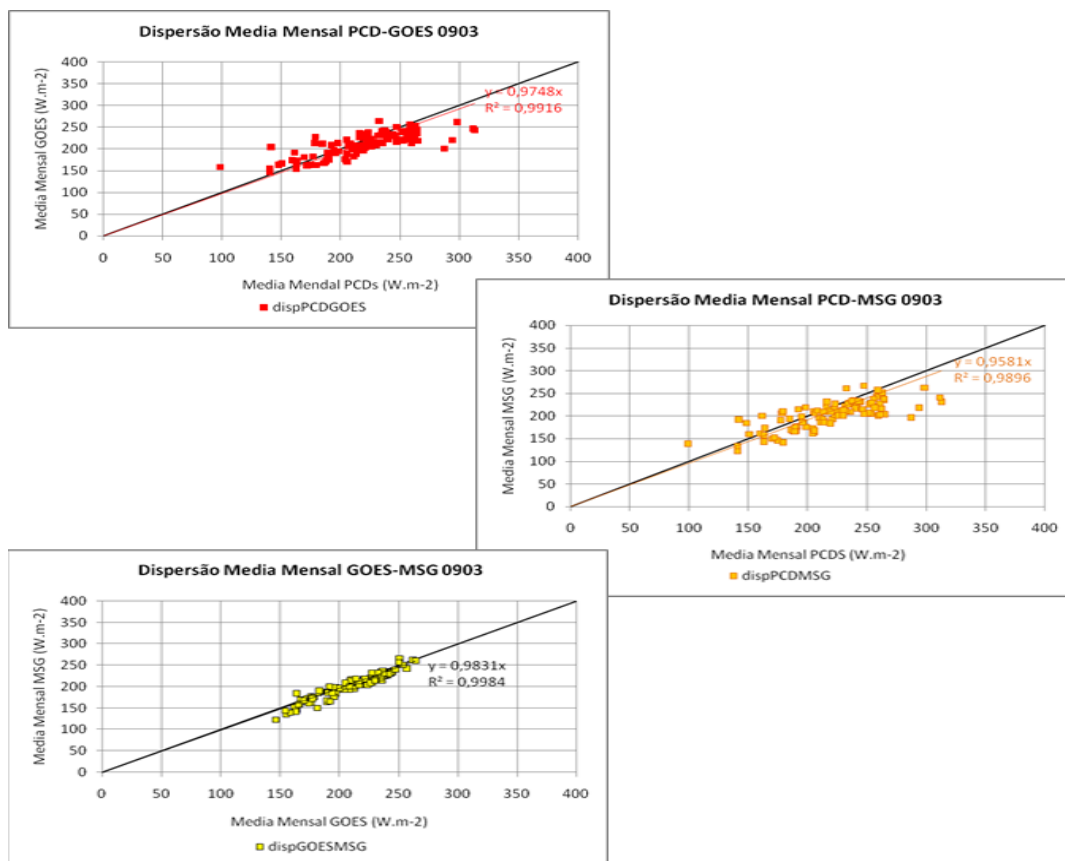 Dispersão Media Mensal PCD-GOES 0903
Media Mensal GOES (W.m-2)
400
350
300
250
200
150
100
50
0
y = 0,9748x
R² = 0,9916
0 50 100 150 200 250 300 350 400
Media Mendal PCDs (W.m-2)
dispPCDGOES
Dispersão Media Mensal PCD-MSG 0903
Media Mensal MSG (W.m-2)
400
350
300
250
200
150
100
50
0
y = 0,9581x
R² = 0,9896
0 50 100 150 200 250 300 350 400
Media Mensal PCDS (W.m-2)
dispPCDMSG
Dispersão Media Mensal GOES-MSG 0903
Media Mensal MSG (W.m-2)
400
350
300
250
200
150
100
50
0
y = 0,9831x
R² = 0,9984
0 50 100 150 200 250 300 350 400
Media Mensal GOES (W.m-2)
dispGOESMSG